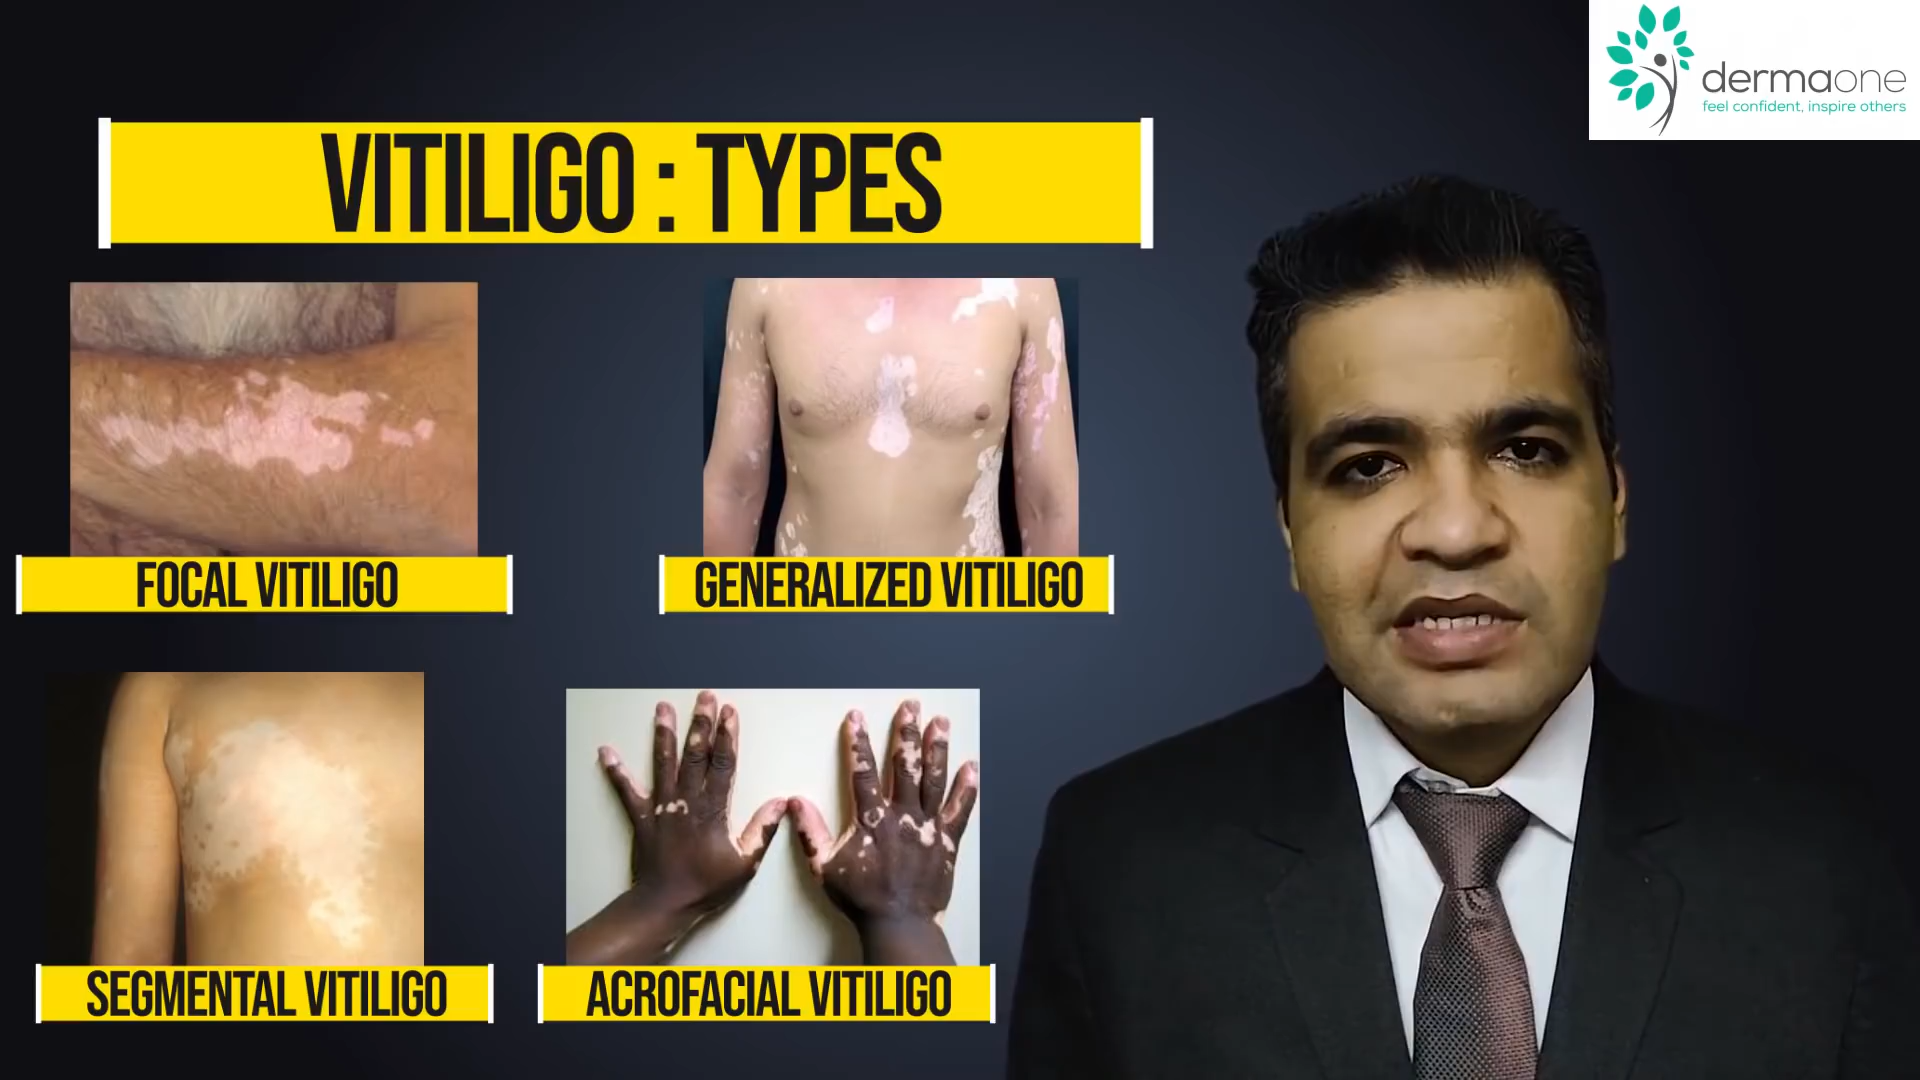 dermaone
feel confident, inspire others
VITILIGO : TYPES
FOCAL VITILIGO
GENERALIZED VITILIGO
SEGMENTAL VITILIGO
ACROFACIAL VITILIGO